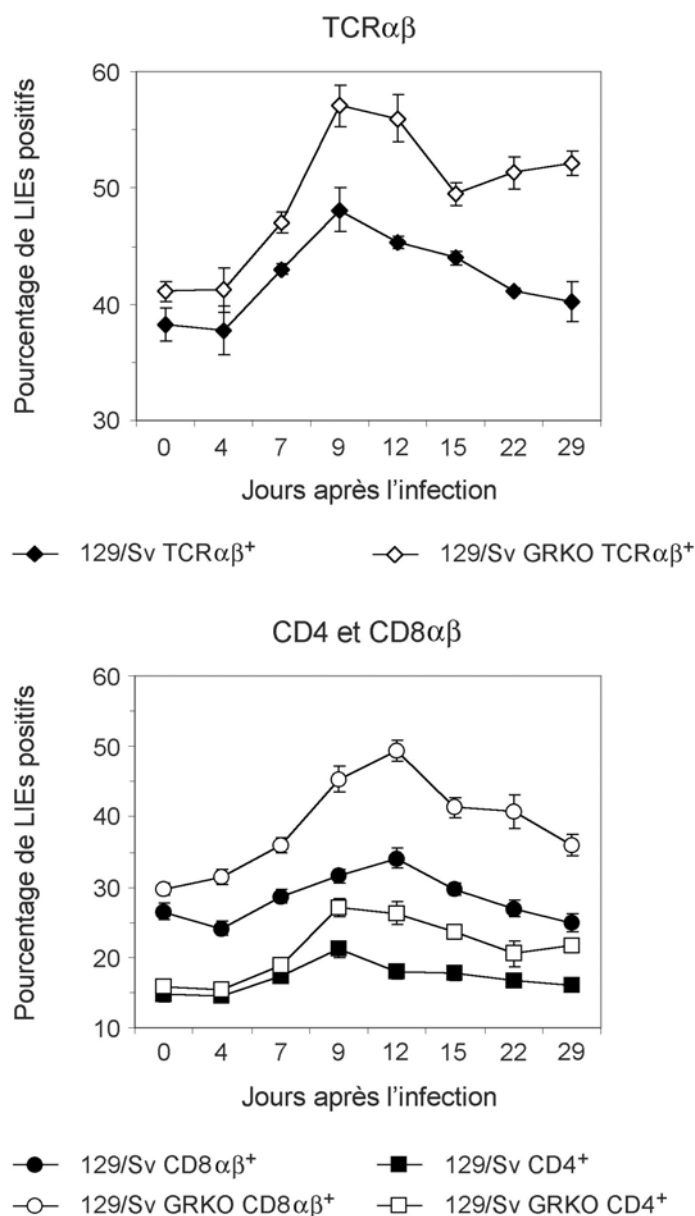 TCRαβ
Pourcentage de LIEs positifs
60
50
40
30
0 4 7 9 12 15 22 29
Jours après l'infection
129/Sv TCRαβ+ 129/Sv GRKO TCRαβ+
CD4 et CD8αβ
Pourcentage de LIEs positifs
60
50
40
30
20
10
0 4 7 9 12 15 22 29
Jours après l'infection
129/Sv CD8αβ+ 129/Sv CD4+
129/Sv GRKO CD8αβ+ 129/Sv GRKO CD4+